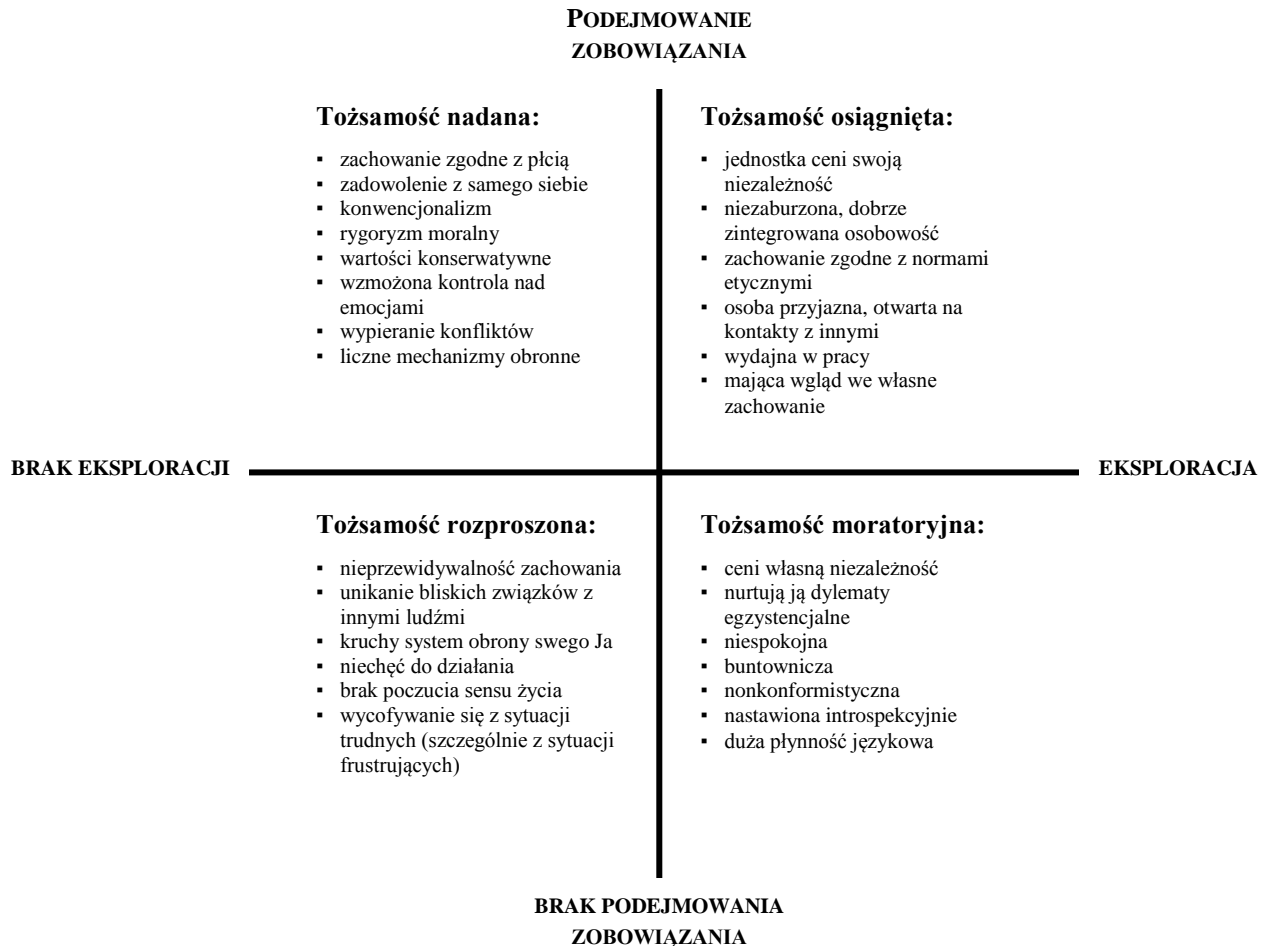 PODEJMOWANIE
ZOBOWIĄZANIA
Tożsamość nadana:
▪ zachowanie zgodne z płcią
▪ zadowolenie z samego siebie
▪ konwencjonalizm
▪ rygoryzm moralny
▪ wartości konserwatywne
▪ wzmożona kontrola nad
emocjami
▪ wypieranie konfliktów
▪ liczne mechanizmy obronne
Tożsamość osiągnięta:
▪ jednostka ceni swoją
niezależność
▪ niezaburzona, dobrze
zintegrowana osobowość
▪ zachowanie zgodne z normami
etycznymi
▪ osoba przyjazna, otwarta na
kontakty z innymi
▪ wydajna w pracy
▪ mająca wgląd we własne
zachowanie
BRAK EKSPLORACJI
EKSPLORACJA
Tożsamość rozproszona:
▪ nieprzewidywalność zachowania
▪ unikanie bliskich związków z
innymi ludźmi
▪ kruchy system obrony swego Ja
▪ niechęć do działania
▪ brak poczucia sensu życia
▪ wycofywanie się z sytuacji
trudnych (szczególnie z sytuacji
frustrujących)
Tożsamość moratoryjna:
▪ ceni własną niezależność
▪ nurtują ją dylematy
egzystencjalne
▪ niespokojna
▪ buntownicza
▪ nonkonformistyczna
▪ nastawiona introspekcyjnie
▪ duża płynność językowa
BRAK PODEJMOWANIA
ZOBOWIĄZANIA